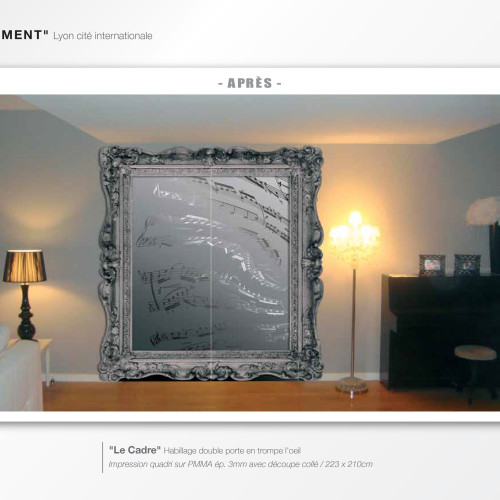 MENT" Lyon cité internationale
- APRÈS -
"Le Cadre" Habillage double porte en trompe l'oeil
Impression quadri sur PMMA ép. 3mm avec découpe collé / 223 x 210cm